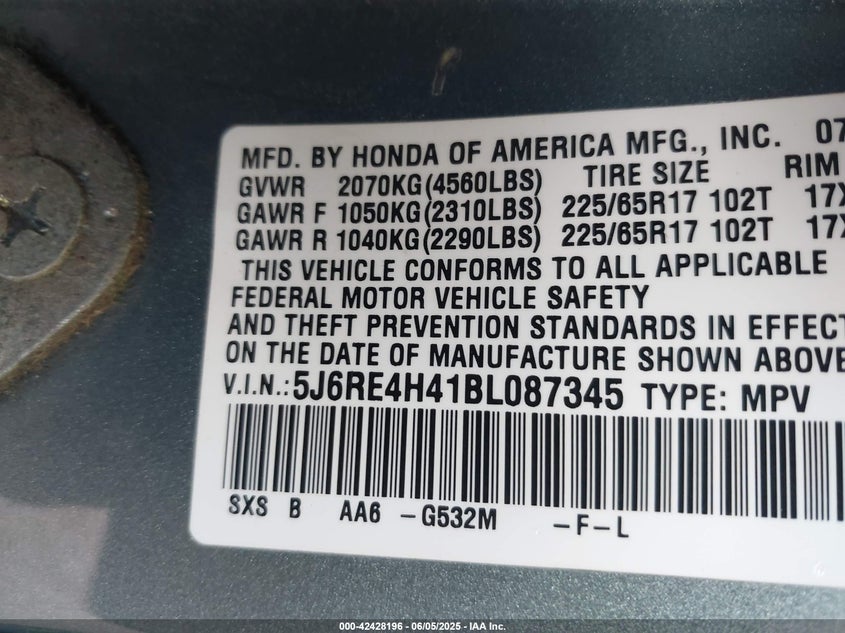 MFD. BY HONDA OF AMERICA MFG., INC. 07
GVWR 2070KG(4560LBS) TIRE SIZE RIM
GAWR F 1050KG(2310LBS) 225/65R17 102T 17X
GAWR R 1040KG(2290LBS) 225/65R17 102T 17X
THIS VEHICLE CONFORMS TO ALL APPLICABLE
FEDERAL MOTOR VEHICLE SAFETY
AND THEFT PREVENTION STANDARDS IN EFFECT
ON THE DATE OF MANUFACTURE SHOWN ABOVE
V.I.N.: 5J6RE4H41BL087345 TYPE: MPV
SXS B AA6 -G532M -F-L
000-42428196 - 06/05/2025 - IAA Inc.